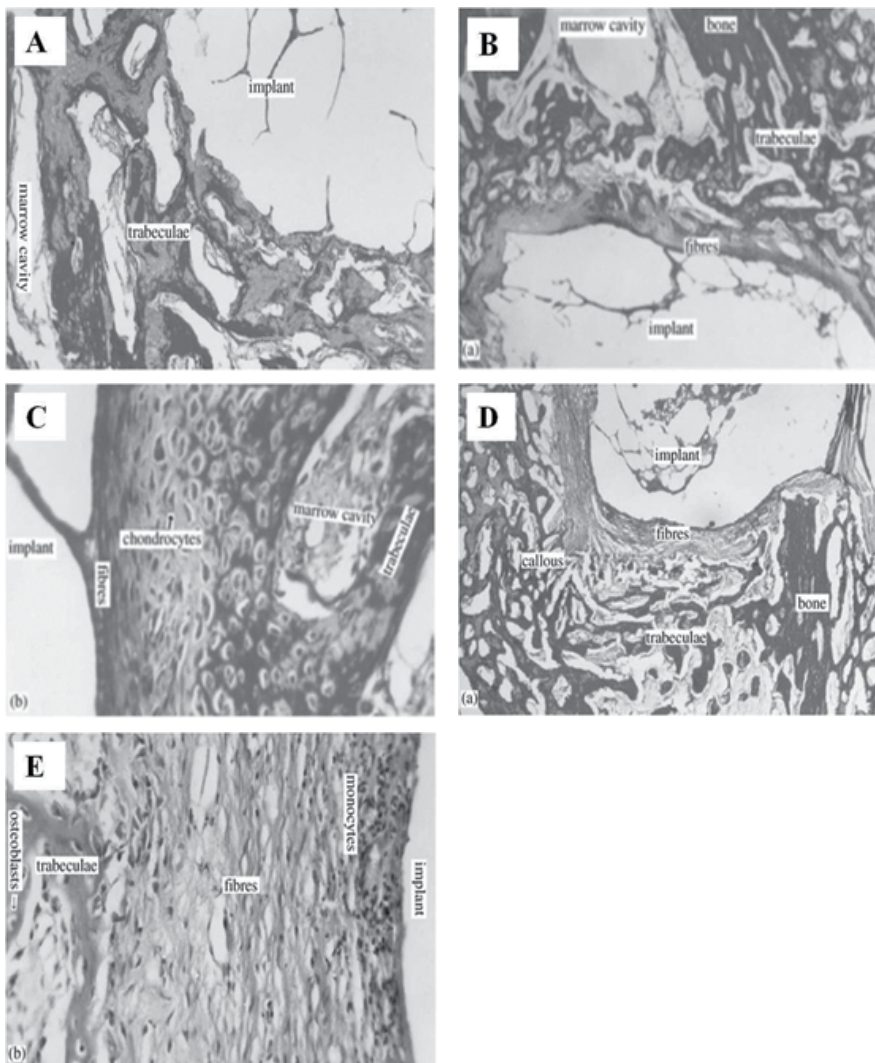 A
implant
marrow cavity
trabeculae
B
marrow cavity
bone
trabeculae
fibres
implant
(a)
C
implant
fibres
chondrocytes
marrow cavity
trabeculae
(b)
D
implant
fibres
callous
bone
trabeculae
(a)
E
osteoblasts →
trabeculae
fibres
monocytes
implant
(b)